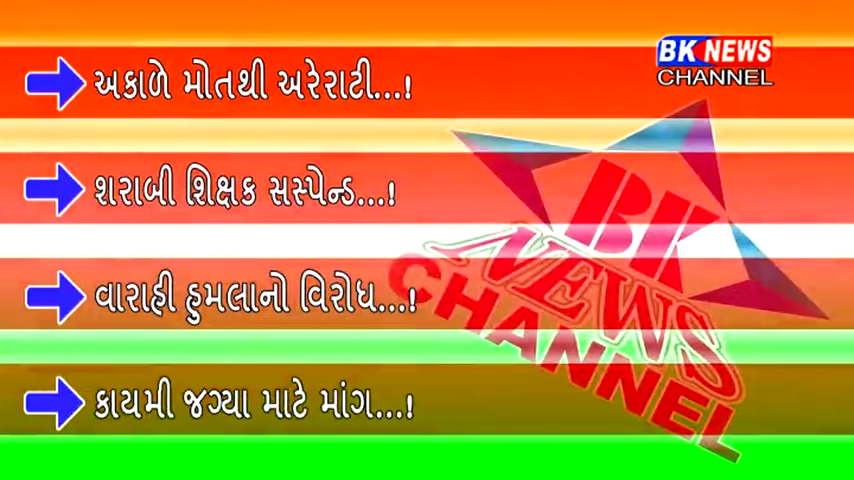 BK NEWS
CHANNEL
અકાળે મોતથી અરેરાટી...!
શરાબી શિક્ષક સસ્પેન્ડ...!
વારાહી હુમલાનો વિરોધ...!
કાયમી જગ્યા માટે માંગ...!
BK
NEWS
CHANNEL